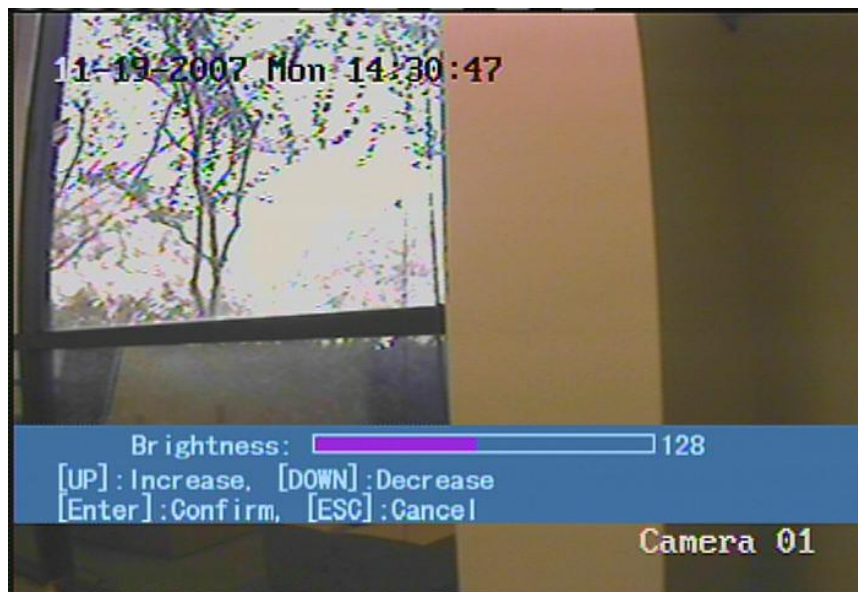 11-19-2007 Mon 14:30:47
Brightness: 128
[UP]:Increase, [DOWN]:Decrease
[Enter]:Confirm, [ESC]:Cancel
Camera 01